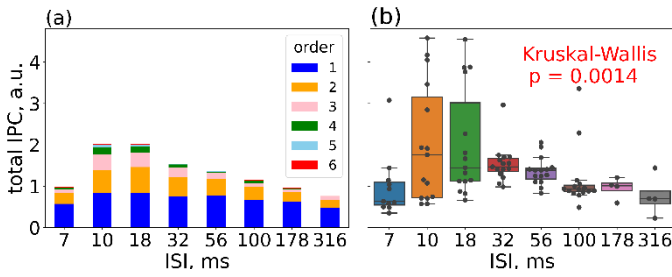 (a)
(b)
total IPC, a.u.
4
3
2
1
0
order
1
2
3
4
5
6
Kruskal-Wallis
p = 0.0014
7 10 18 32 56 100 178 316
ISI, ms
7 10 18 32 56 100 178 316
ISI, ms